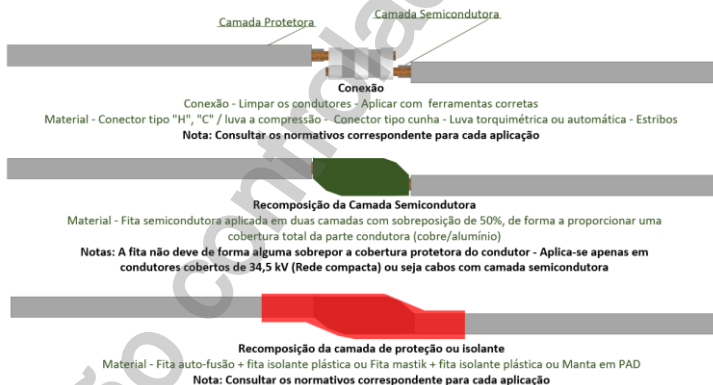 Camada Protetora
Camada Semicondutora
Conexão
Conexão - Limpar os condutores - Aplicar com ferramentas corretas
Material - Conector tipo "H", "C" / luva a compressão - Conector tipo cunha - Luva torquimétrica ou automática - Estribos
Nota: Consultar os normativos correspondente para cada aplicação
Recomposição da Camada Semicondutora
Material - Fita semicondutora aplicada em duas camadas com sobreposição de 50%, de forma a proporcionar uma
cobertura total da parte condutora (cobre/alumínio)
Notas: A fita não deve de forma alguma sobrepor a cobertura protetora do condutor - Aplica-se apenas em
condutores cobertos de 34,5 kV (Rede compacta) ou seja cabos com camada semicondutora
Recomposição da camada de proteção ou isolante
Material - Fita auto-fusão + fita isolante plástica ou Fita mastik + fita isolante plástica ou Manta em PAD
Nota: Consultar os normativos correspondente para cada aplicação
ão controlad